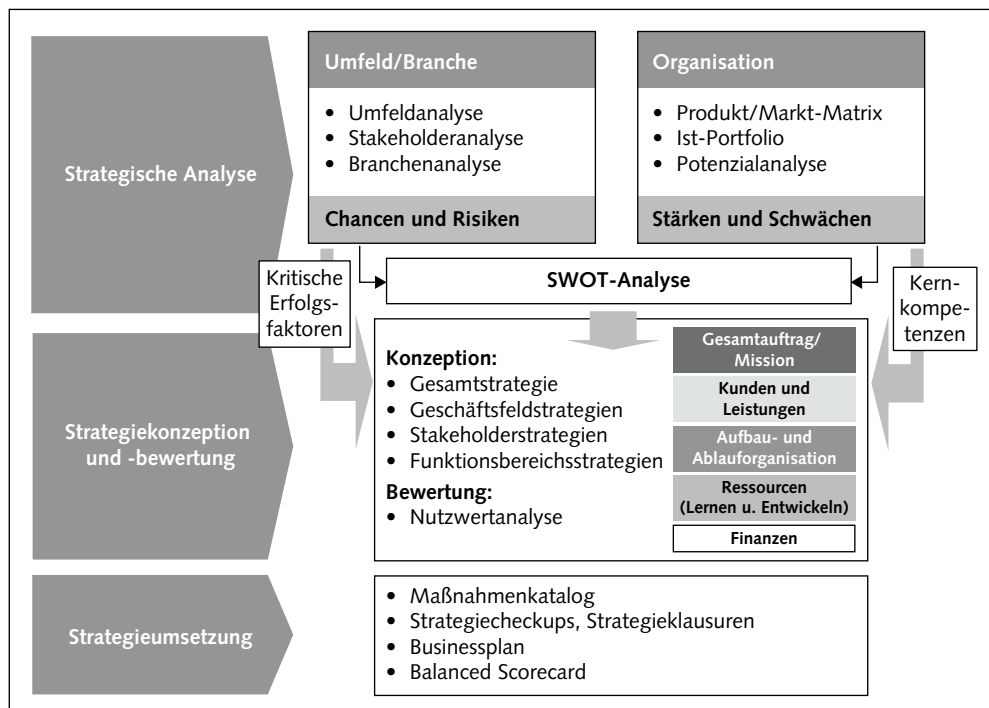 Strategische Analyse
Umfeld/Branche
• Umfeldanalyse
• Stakeholderanalyse
• Branchenanalyse
Chancen und Risiken
Organisation
• Produkt/Markt-Matrix
• Ist-Portfolio
• Potenzialanalyse
Stärken und Schwächen
SWOT-Analyse
Kritische
Erfolgs-
faktoren
Kern-
kompe-
tenzen
Strategiekonzeption
und -bewertung
Konzeption:
• Gesamtstrategie
• Geschäftsfeldstrategien
• Stakeholderstrategien
• Funktionsbereichsstrategien
Bewertung:
• Nutzwertanalyse
Gesamtauftrag/
Mission
Kunden und
Leistungen
Aufbau- und
Ablauforganisation
Ressourcen
(Lernen u. Entwickeln)
Finanzen
Strategieumsetzung
• Maßnahmenkatalog
• Strategiecheckups, Strategieklausuren
• Businessplan
• Balanced Scorecard